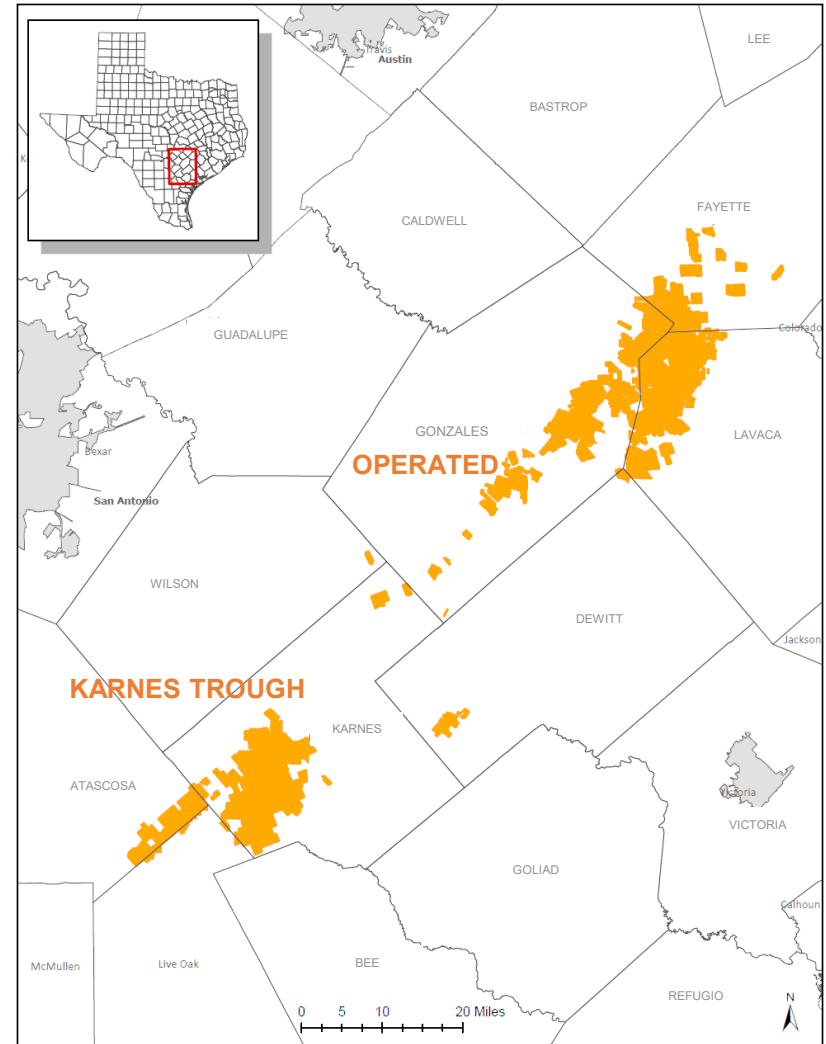 LEE
Travis
Austin
BASTROP
FAYETTE
CALDWELL
Colorado
GUADALUPE
GONZALES
LAVACA
Bexar
OPERATED
San Antonio
WILSON
DEWITT
Jackson
KARNES TROUGH
KARNES
ATASCOSA
Victoria
VICTORIA
GOLIAD
Calhoun
McMullen
Live Oak
BEE
REFUGIO
N
0 5 10 20 Miles